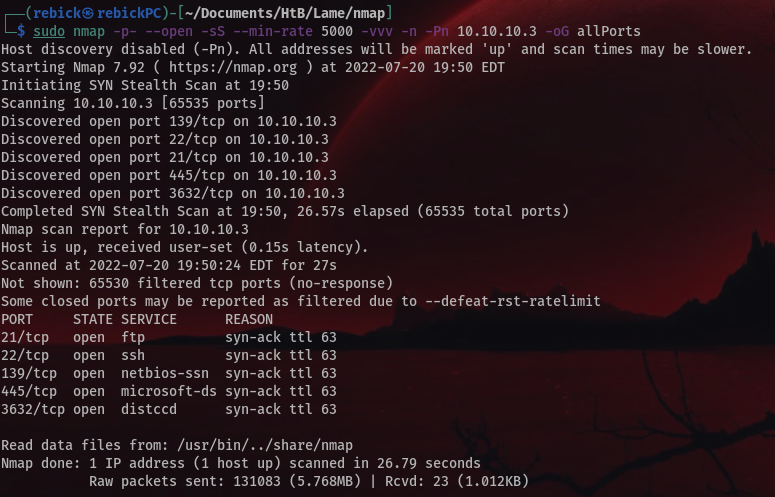 ┌──(rebick㉿rebickPC)-[~/Documents/HtB/Lame/nmap]
└─$ sudo nmap -p- --open -sS --min-rate 5000 -vvv -n -Pn 10.10.10.3 -oG allPorts
Host discovery disabled (-Pn). All addresses will be marked 'up' and scan times may be slower.
Starting Nmap 7.92 ( https://nmap.org ) at 2022-07-20 19:50 EDT
Initiating SYN Stealth Scan at 19:50
Scanning 10.10.10.3 [65535 ports]
Discovered open port 139/tcp on 10.10.10.3
Discovered open port 22/tcp on 10.10.10.3
Discovered open port 21/tcp on 10.10.10.3
Discovered open port 445/tcp on 10.10.10.3
Discovered open port 3632/tcp on 10.10.10.3
Completed SYN Stealth Scan at 19:50, 26.57s elapsed (65535 total ports)
Nmap scan report for 10.10.10.3
Host is up, received user-set (0.15s latency).
Scanned at 2022-07-20 19:50:24 EDT for 27s
Not shown: 65530 filtered tcp ports (no-response)
Some closed ports may be reported as filtered due to --defeat-rst-ratelimit
PORT     STATE SERVICE      REASON
21/tcp   open  ftp          syn-ack ttl 63
22/tcp   open  ssh          syn-ack ttl 63
139/tcp  open  netbios-ssn  syn-ack ttl 63
445/tcp  open  microsoft-ds syn-ack ttl 63
3632/tcp open  distccd      syn-ack ttl 63
Read data files from: /usr/bin/../share/nmap
Nmap done: 1 IP address (1 host up) scanned in 26.79 seconds
Raw packets sent: 131083 (5.768MB) | Rcvd: 23 (1.012KB)